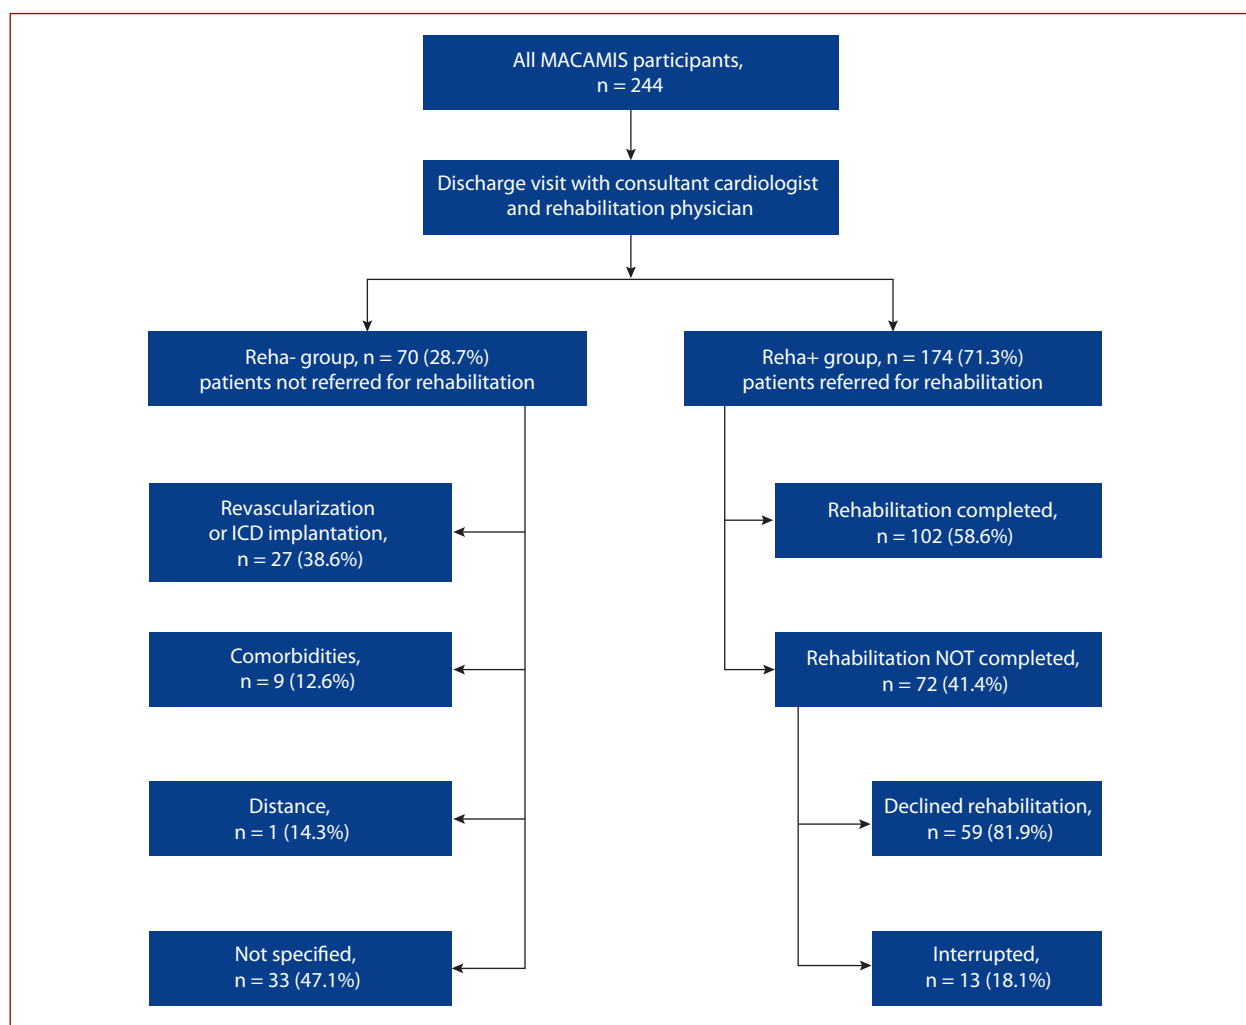 All MACAMIS participants,
n = 244
Discharge visit with consultant cardiologist
and rehabilitation physician
Reha- group, n = 70 (28.7%)
patients not referred for rehabilitation
Reha+ group, n = 174 (71.3%)
patients referred for rehabilitation
Revascularization
or ICD implantation,
n = 27 (38.6%)
Comorbidities,
n = 9 (12.6%)
Distance,
n = 1 (14.3%)
Not specified,
n = 33 (47.1%)
Rehabilitation completed,
n = 102 (58.6%)
Rehabilitation NOT completed,
n = 72 (41.4%)
Declined rehabilitation,
n = 59 (81.9%)
Interrupted,
n = 13 (18.1%)